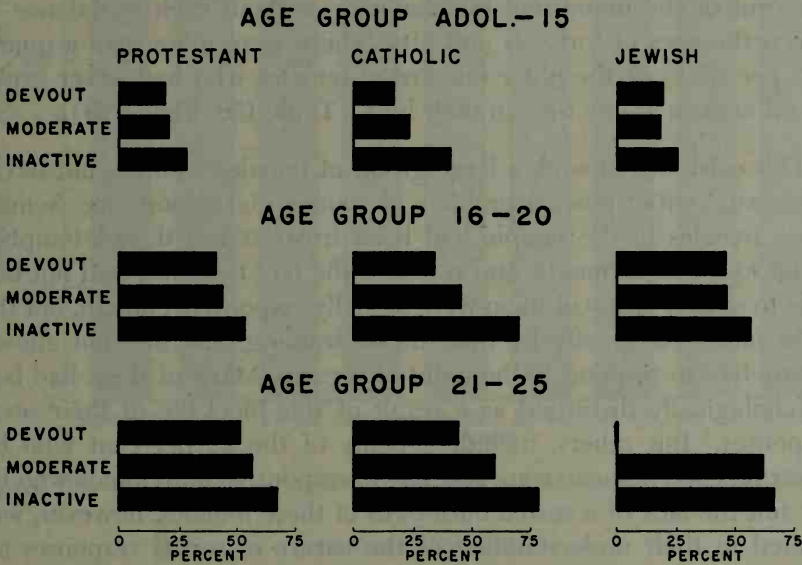 AGE GROUP ADOL.—15
PROTESTANT CATHOLIC JEWISH
DEVOUT
MODERATE
INACTIVE
AGE GROUP 16—20
DEVOUT
MODERATE
INACTIVE
AGE GROUP 21—25
DEVOUT
MODERATE
INACTIVE
0 25 50 75 0 25 50 75 0 25 50 75
PERCENT PERCENT PERCENT